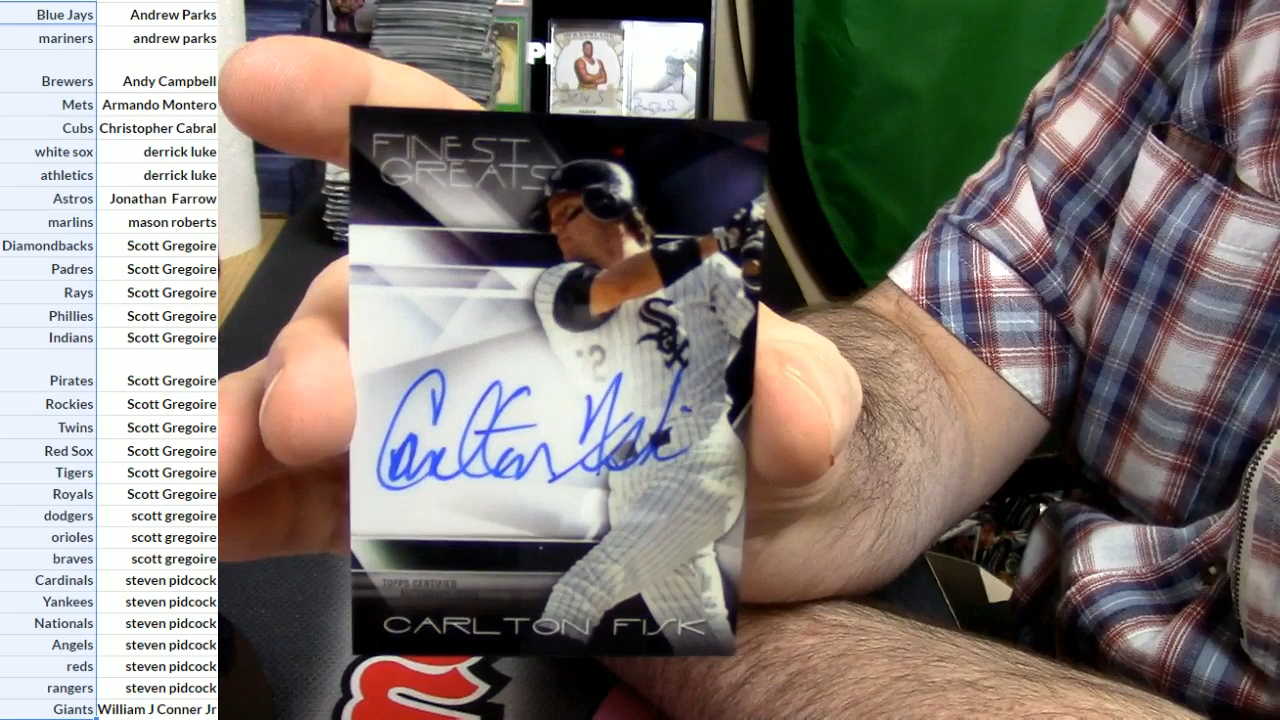 Blue Jays Andrew Parks
mariners andrew parks
Brewers Andy Campbell
Mets Armando Montero
Cubs Christopher Cabral
white sox derrick luke
athletics derrick luke
Astros Jonathan Farrow
marlins mason roberts
Diamondbacks Scott Gregoire
Padres Scott Gregoire
Rays Scott Gregoire
Phillies Scott Gregoire
Indians Scott Gregoire
Pirates Scott Gregoire
Rockies Scott Gregoire
Twins Scott Gregoire
Red Sox Scott Gregoire
Tigers Scott Gregoire
Royals Scott Gregoire
dodgers scott gregoire
orioles scott gregoire
braves scott gregoire
Cardinals steven pidcock
Yankees steven pidcock
Nationals steven pidcock
Angels steven pidcock
reds steven pidcock
rangers steven pidcock
Giants William J Conner Jr
FINEST
GREATS
Sox
Carlton Fisk
TOPPS CERTIFIED
CARLTON FISK